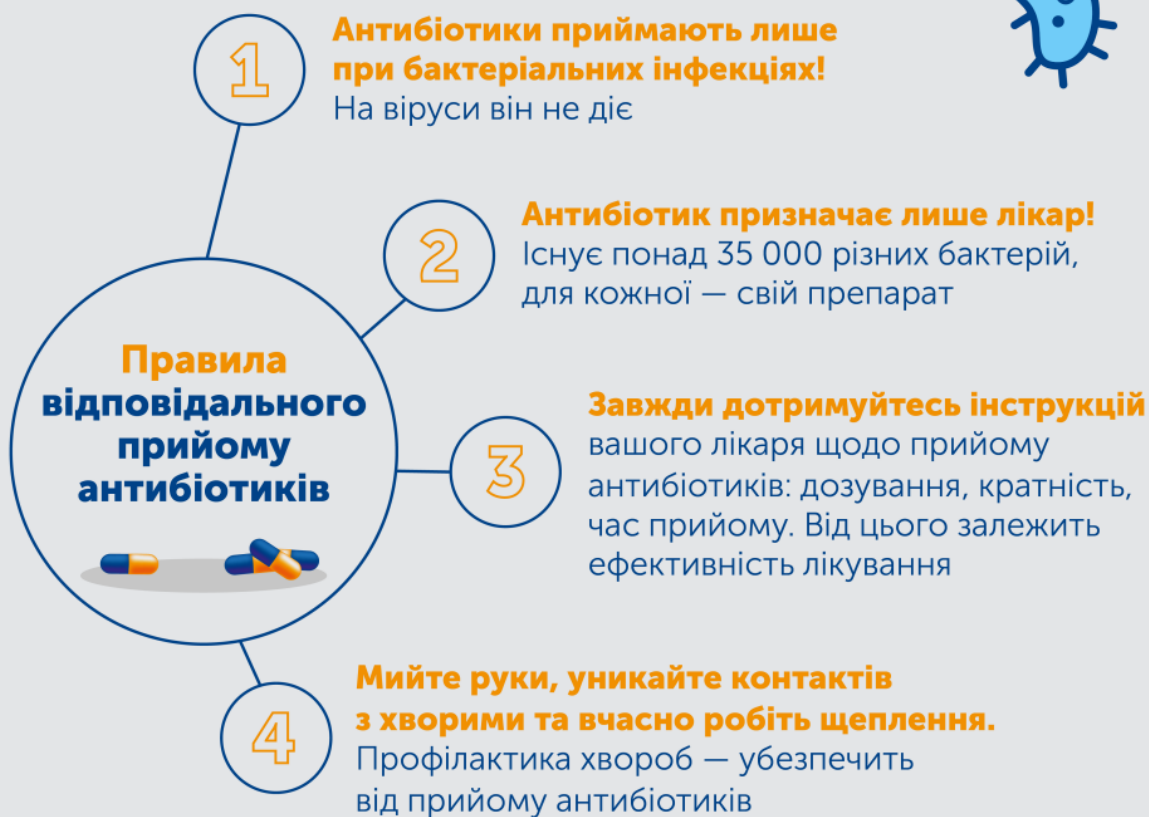 1
Антибіотики приймають лише
при бактеріальних інфекціях!
На віруси він не діє
2
Антибіотик призначає лише лікар!
Існує понад 35 000 різних бактерій,
для кожної — свій препарат
Правила
відповідального
прийому
антибіотиків
3
Завжди дотримуйтесь інструкцій
вашого лікаря щодо прийому
антибіотиків: дозування, кратність,
час прийому. Від цього залежить
ефективність лікування
4
Мийте руки, уникайте контактів
з хворими та вчасно робіть щеплення.
Профілактика хвороб — убезпечить
від прийому антибіотиків